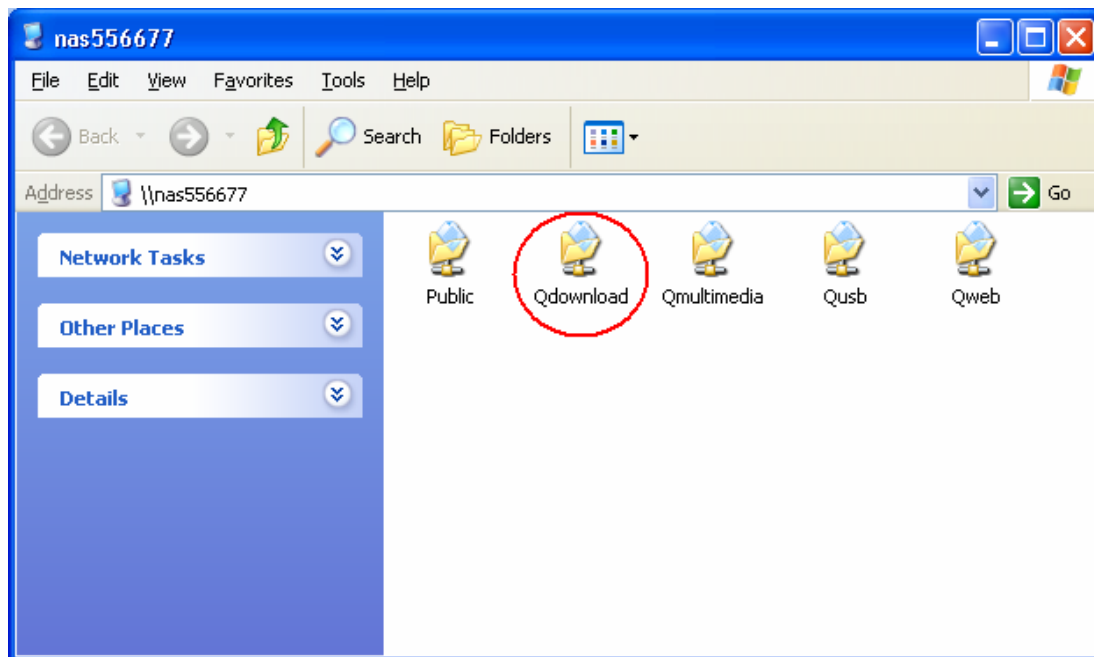 nas556677
File Edit View Favorites Tools Help
Back Search Folders
Address \\nas556677 Go
Network Tasks
Other Places
Details
Public Qdownload Qmultimedia Qusb Qweb